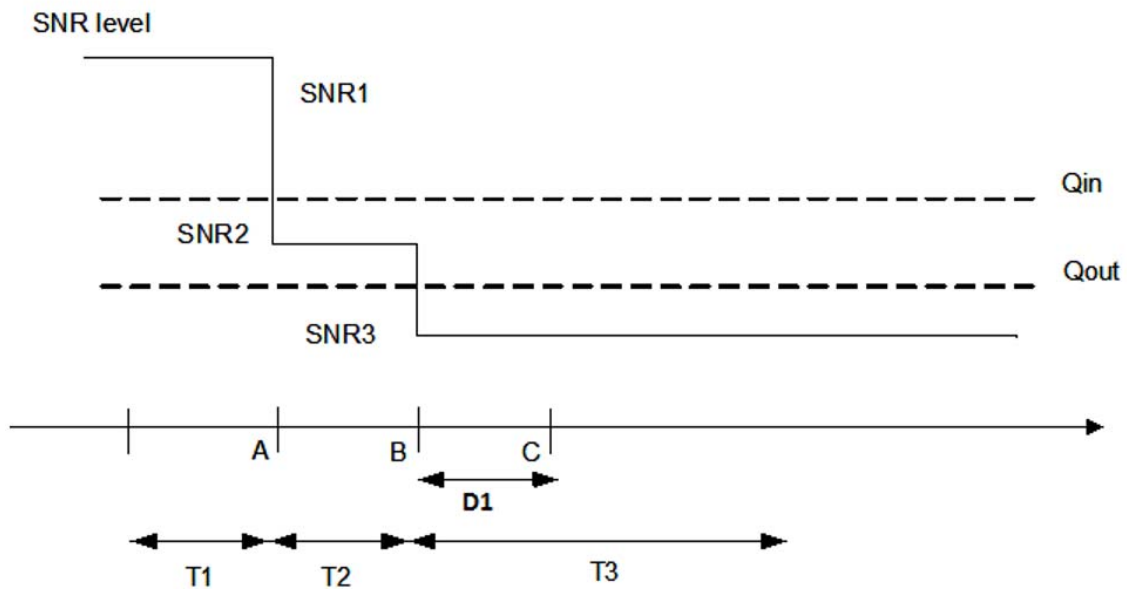 SNR level
SNR1
Qin
SNR2
Qout
SNR3
A B C
D1
T1 T2 T3